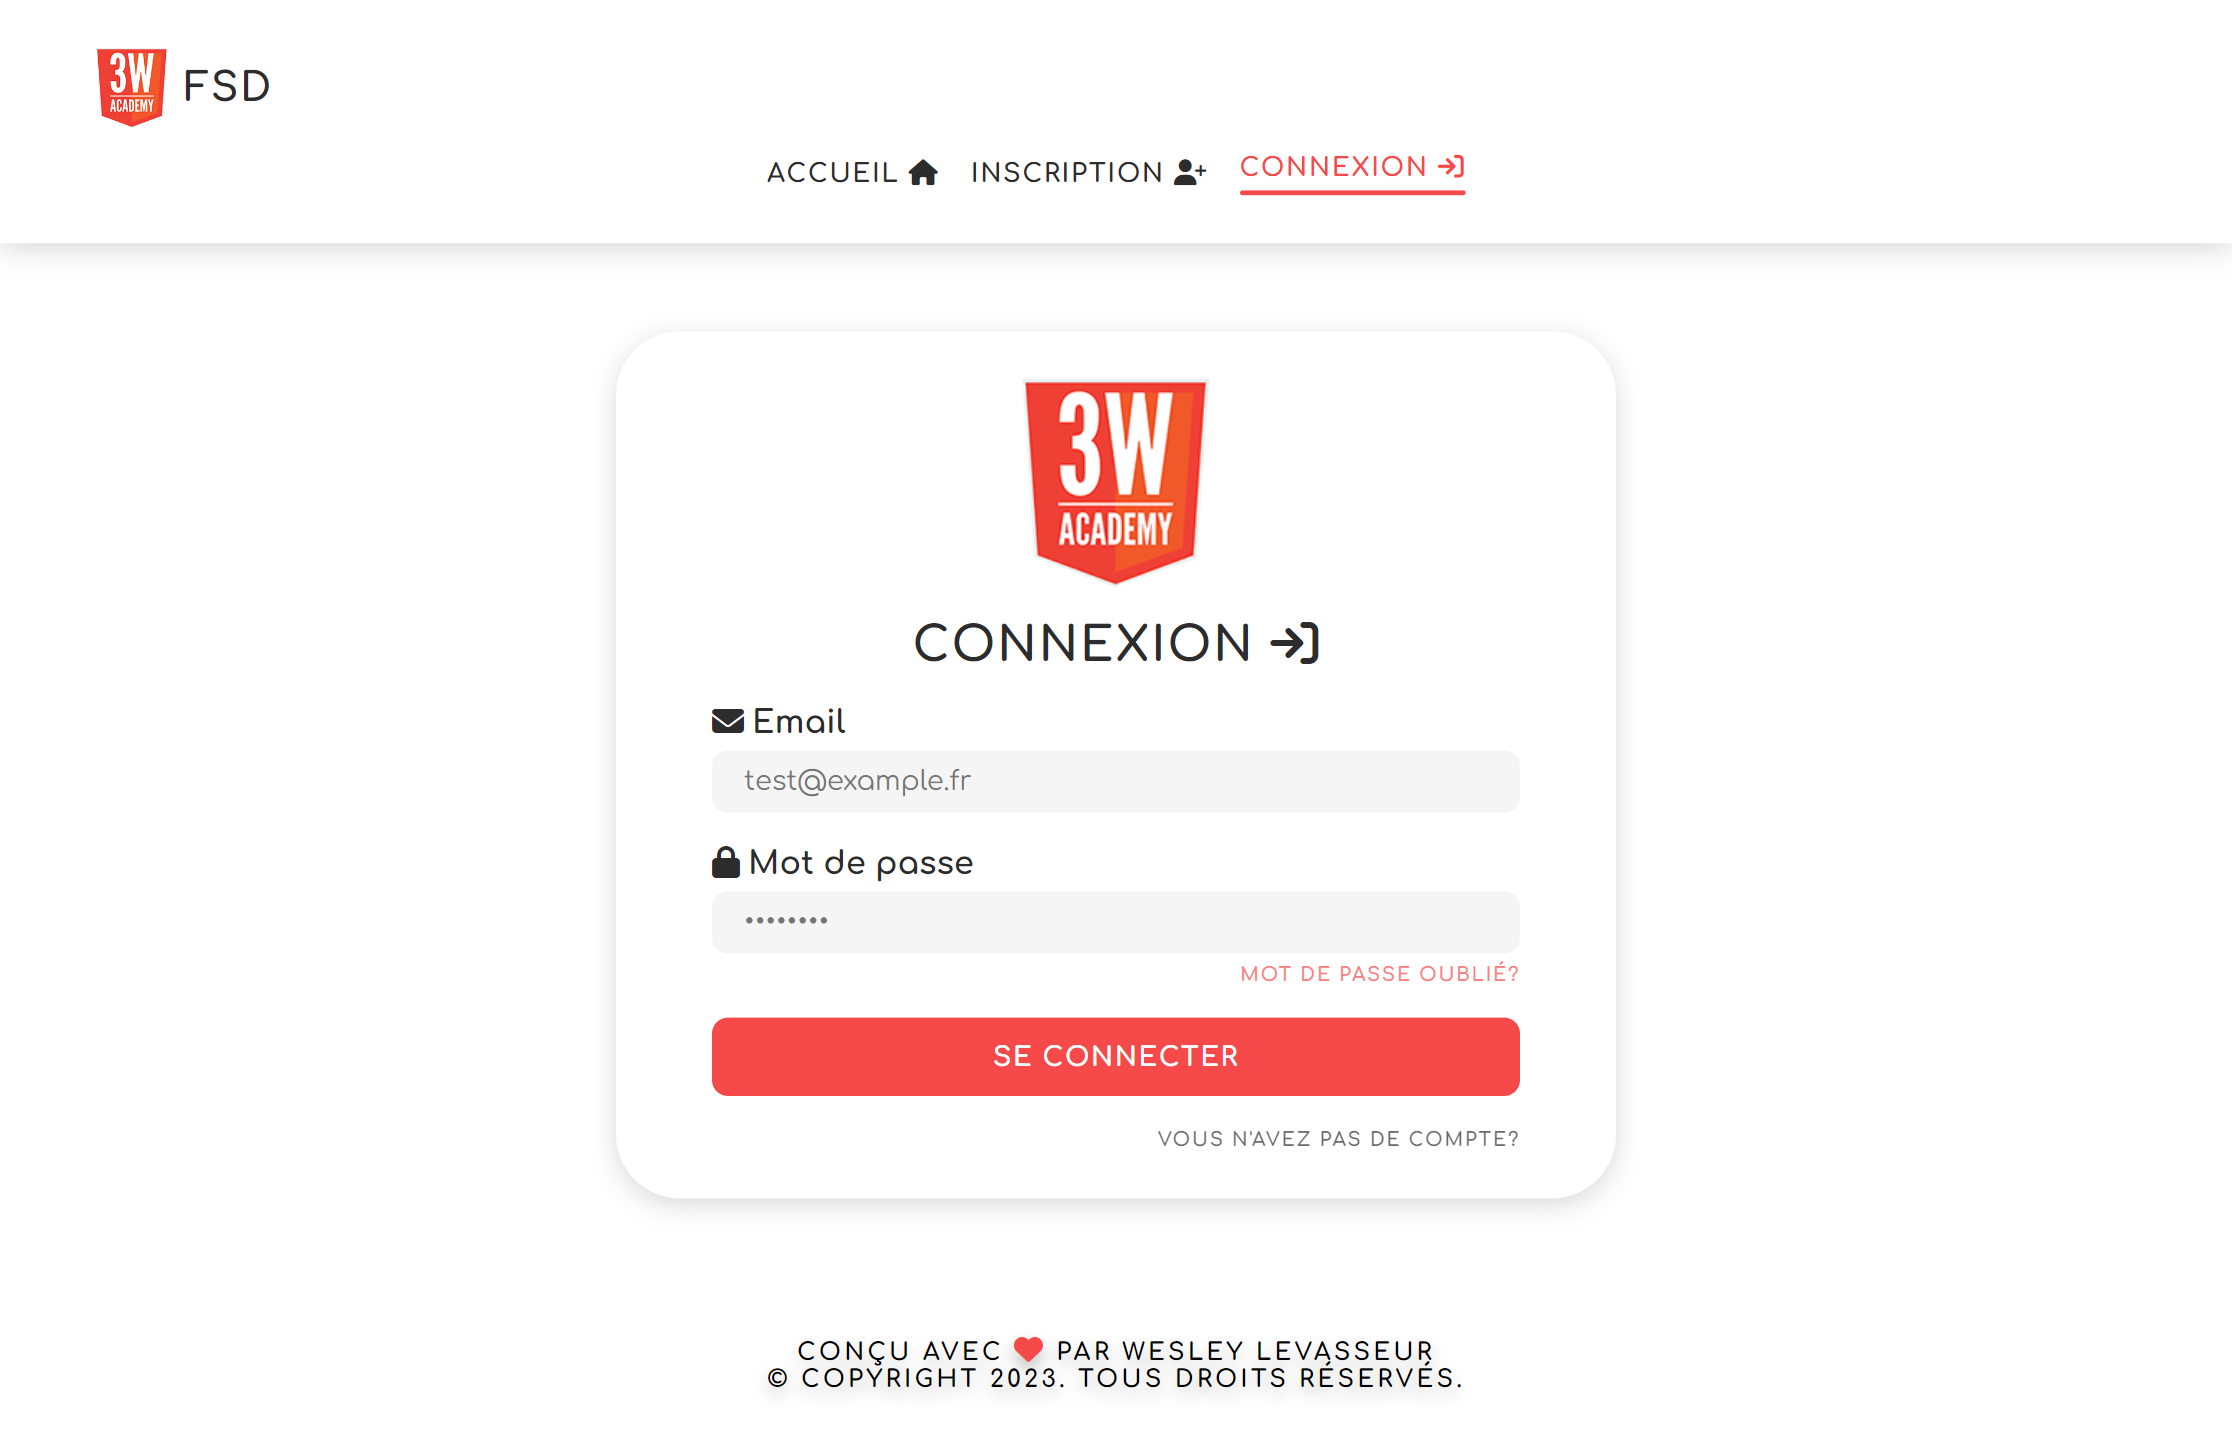 3W
ACADEMY
FSD
ACCUEIL
INSCRIPTION
CONNEXION
3W
ACADEMY
CONNEXION
Email
test@example.fr
Mot de passe
••••••••
MOT DE PASSE OUBLIÉ?
SE CONNECTER
VOUS N'AVEZ PAS DE COMPTE?
CONÇU AVEC ❤ PAR WESLEY LEVASSEUR
© COPYRIGHT 2023. TOUS DROITS RÉSERVÉS.